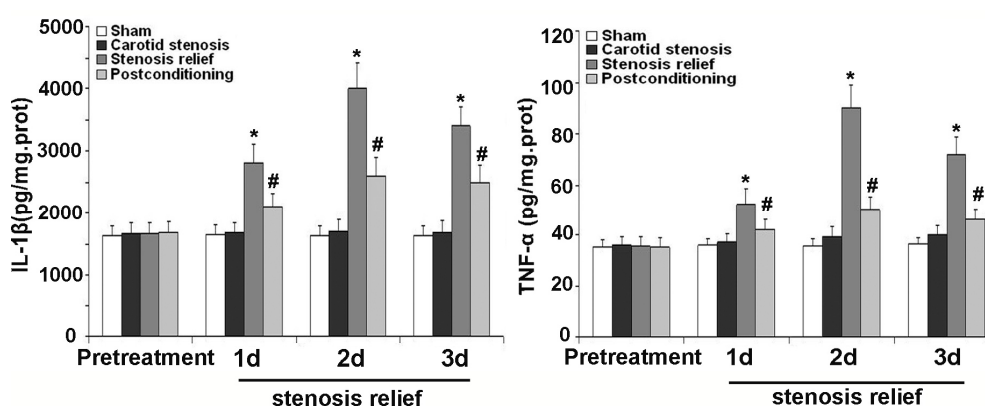 5000
4000
3000
2000
1000
0
IL-1β(pg/mg.prot)
Sham
Carotid stenosis
Stenosis relief
Postconditioning
* # * # * #
Pretreatment 1d 2d 3d
stenosis relief
120
100
80
60
40
20
0
TNF-α (pg/mg.prot)
Sham
Carotid stenosis
Stenosis relief
Postconditioning
* # * # * #
Pretreatment 1d 2d 3d
stenosis relief